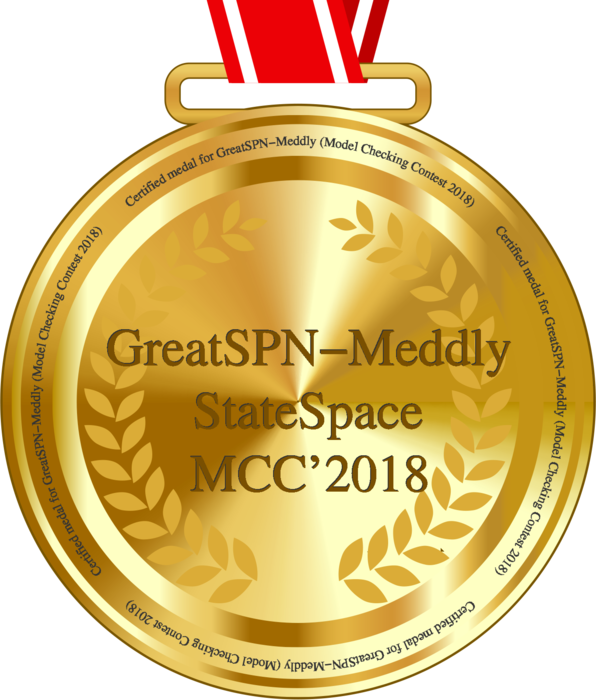 Certified medal for GreatSPN–Meddly (Model Checking Contest 2018)
Certified medal for GreatSPN–Meddly (Model Checking Contest 2018)
Certified medal for GreatSPN–Meddly (Model Checking Contest 2018)
Certified medal for GreatSPN–Meddly (Model Checking Contest 2018)
GreatSPN–Meddly
StateSpace
MCC’2018